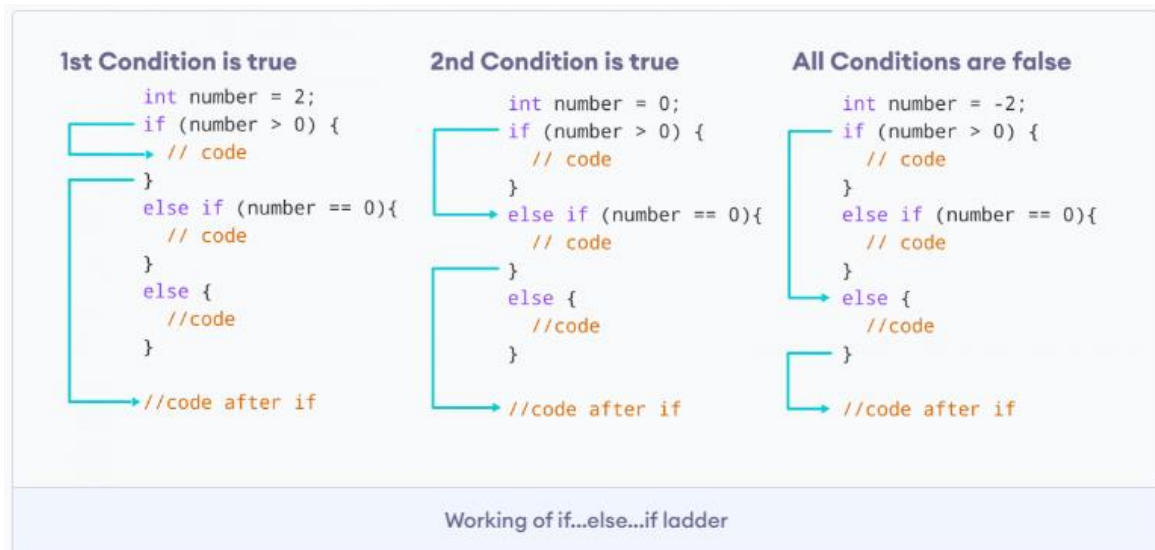 1st Condition is true
int number = 2;
if (number > 0) {
// code
}
else if (number == 0){
// code
}
else {
//code
}
//code after if
2nd Condition is true
int number = 0;
if (number > 0) {
// code
}
else if (number == 0){
// code
}
else {
//code
}
//code after if
All Conditions are false
int number = -2;
if (number > 0) {
// code
}
else if (number == 0){
// code
}
else {
//code
}
//code after if
Working of if...else...if ladder